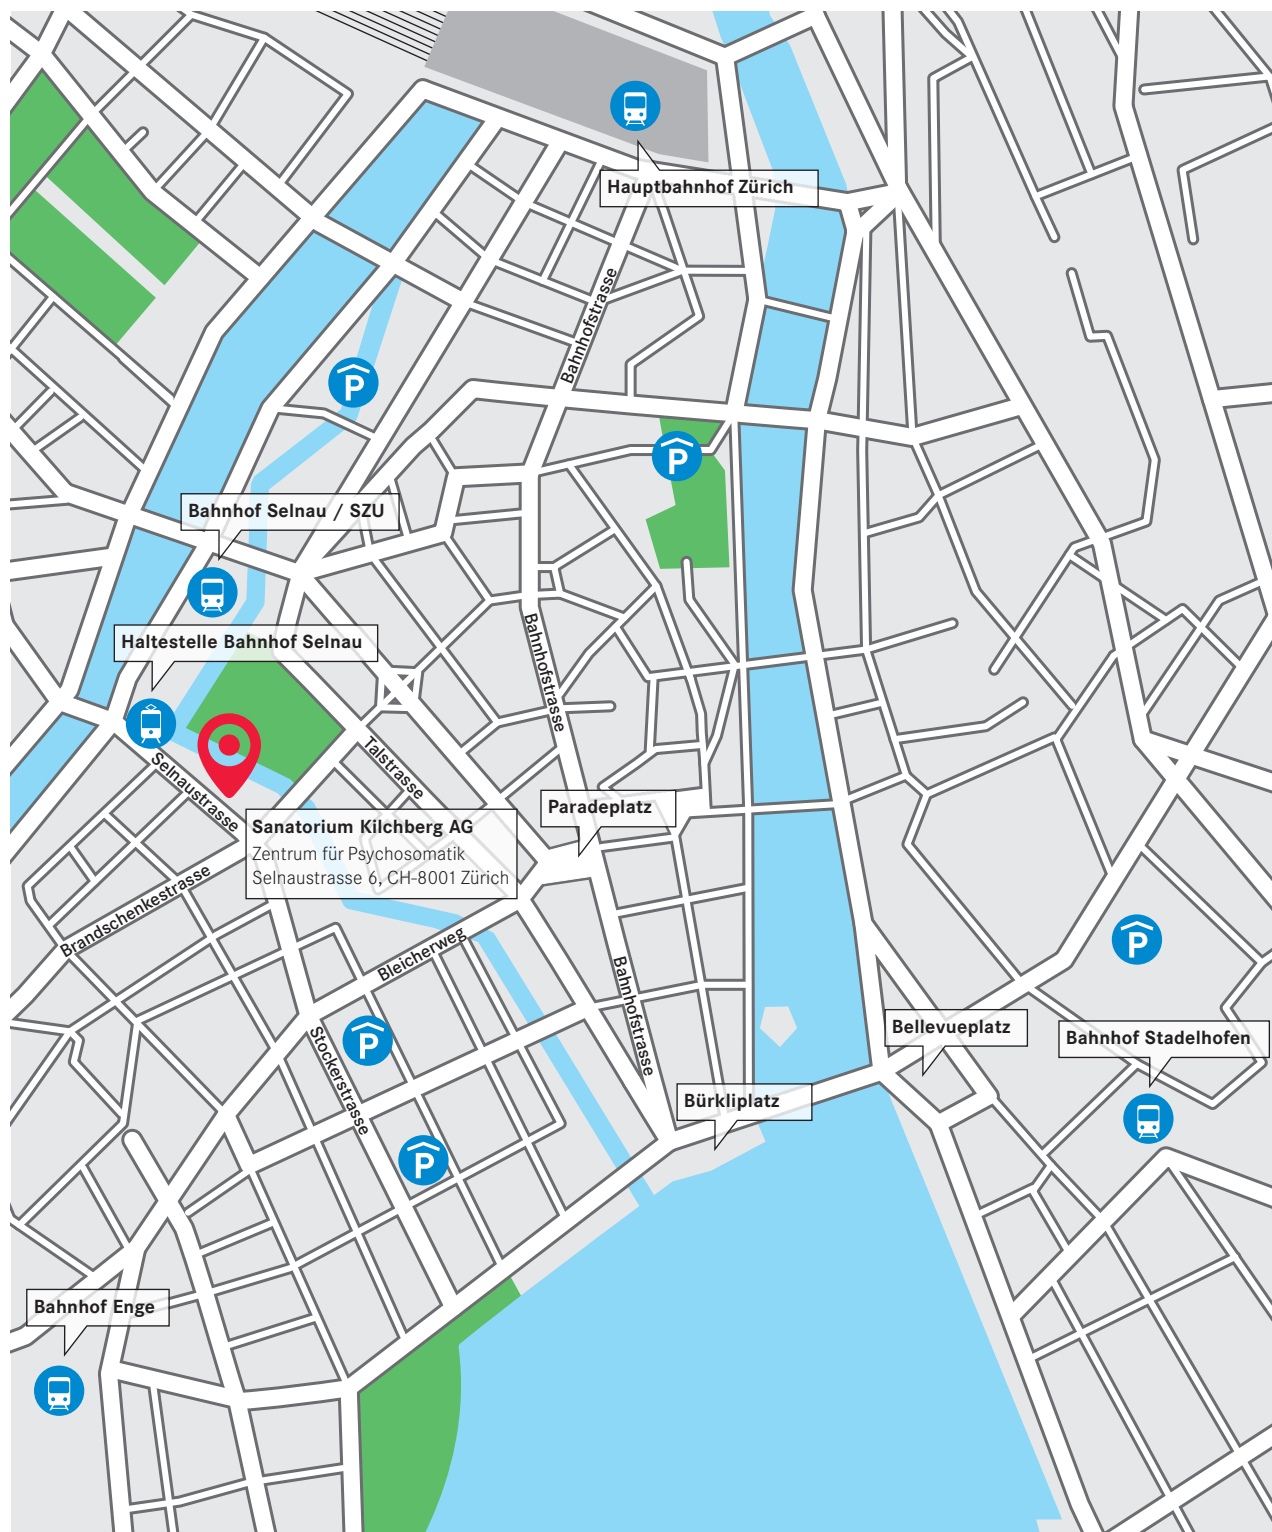 Hauptbahnhof Zürich
Bahnhofstrasse
P
P
Bahnhof Selnau / SZU
Haltestelle Bahnhof Selnau
Bahnhofstrasse
Selnaustrasse
Talstrasse
Paradeplatz
Sanatorium Kilchberg AG
Zentrum für Psychosomatik
Selnaustrasse 6, CH-8001 Zürich
Brandschenkestrasse
Bleicherweg
P
Bahnhofstrasse
Stockerstrasse
P
Bellevueplatz
Bahnhof Stadelhofen
Bürkliplatz
P
Bahnhof Enge